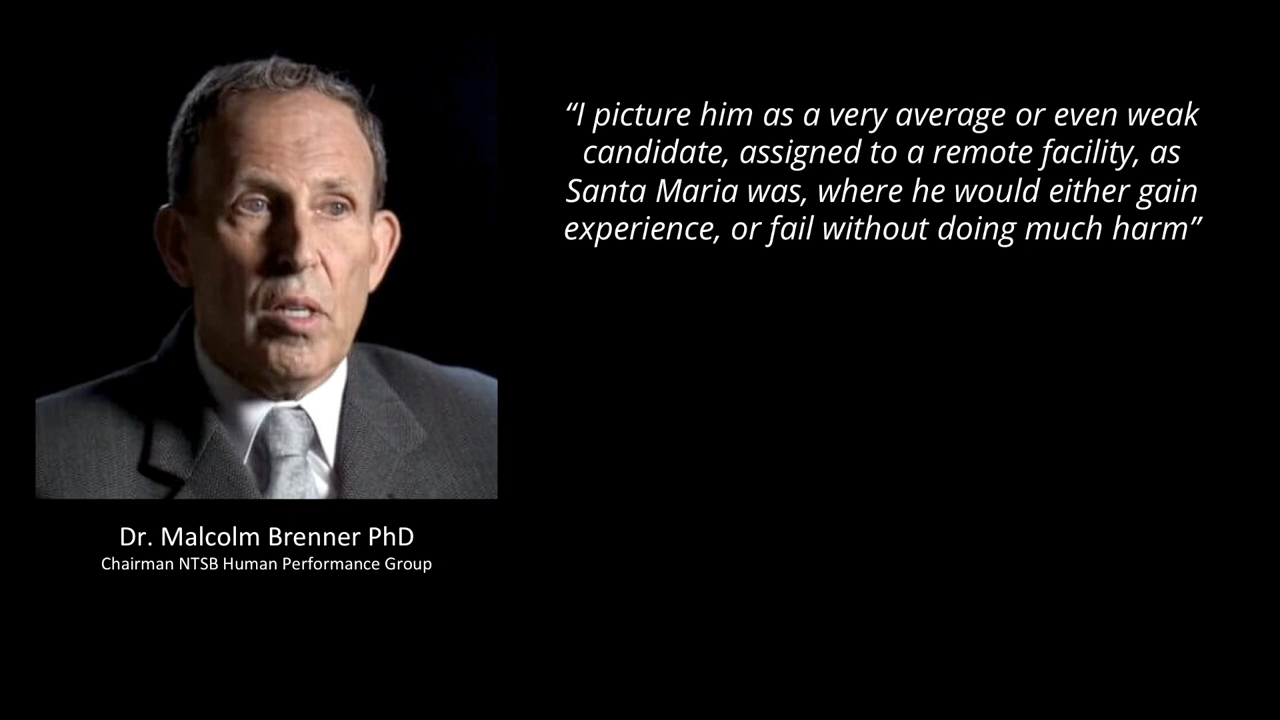 “I picture him as a very average or even weak
candidate, assigned to a remote facility, as
Santa Maria was, where he would either gain
experience, or fail without doing much harm”
Dr. Malcolm Brenner PhD
Chairman NTSB Human Performance Group